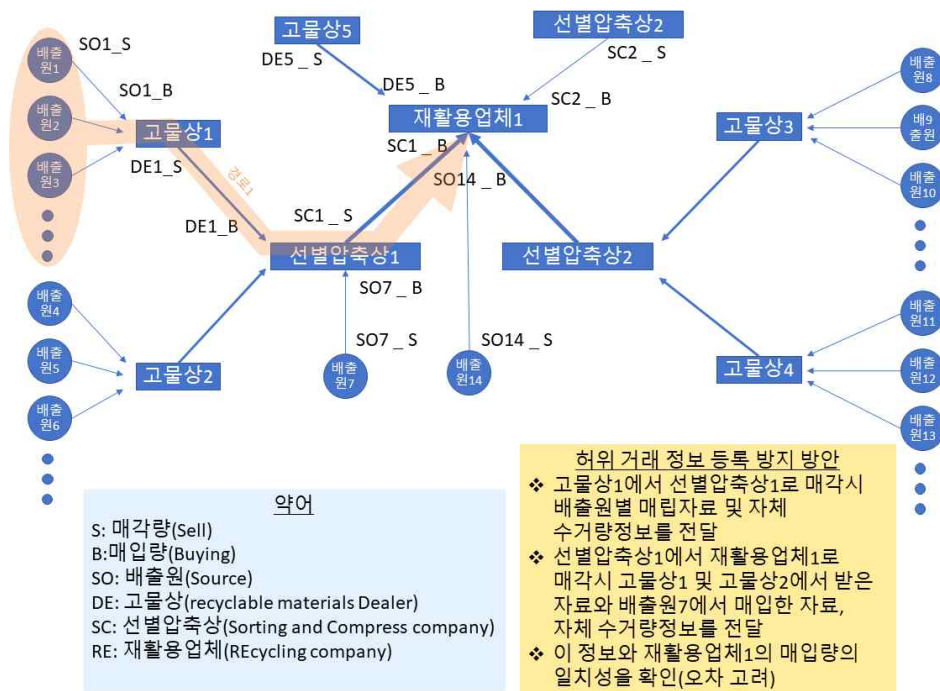 고물상5
선별압축상2
배출
원1
SO1_S
DE5 _ S
SC2 _ S
배출
원8
SO1_B
DE5 _ B
SC2 _ B
배출
원2
고물상1
재활용업체1
고물상3
배9
출원
DE1_S
SC1 _ B
배출
원3
경로1
SO14 _ B
배출
원10
DE1_B
SC1 _ S
선별압축상1
선별압축상2
배출
원4
SO7 _ B
배출
원11
배출
원5
고물상2
SO7 _ S
배출
원7
SO14 _ S
배출
원14
고물상4
배출
원12
배출
원6
배출
원13
약어
S: 매각량(Sell)
B:매입량(Buying)
SO: 배출원(Source)
DE: 고물상(recyclable materials Dealer)
SC: 선별압축상(Sorting and Compress company)
RE: 재활용업체(REcycling company)
허위 거래 정보 등록 방지 방안
❖ 고물상1에서 선별압축상1로 매각시
배출원별 매립자료 및 자체
수거량정보를 전달
❖ 선별압축상1에서 재활용업체1로
매각시 고물상1 및 고물상2에서 받은
자료와 배출원7에서 매입한 자료,
자체 수거량정보를 전달
❖ 이 정보와 재활용업체1의 매입량의
일치성을 확인(오차 고려)